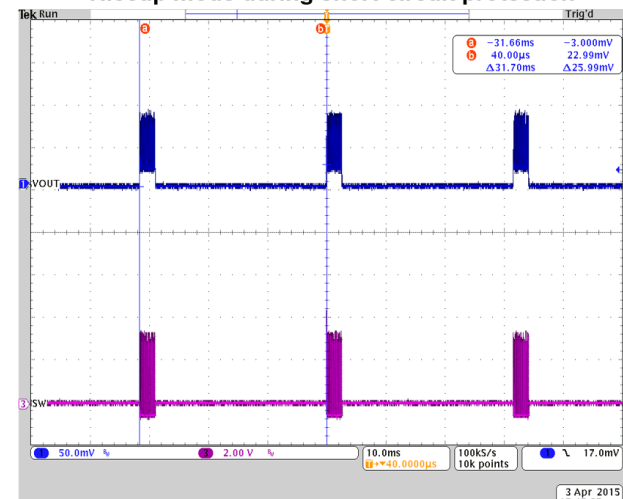 Tek Run Trig'd
a b
a −31.66ms −3.000mV
b 40.00µs 22.99mV
Δ31.70ms Δ25.99mV
1 VOUT
3 SW
1 50.0mV 3 2.00 V 10.0ms 100kS/s 1 17.0mV
T→▼40.0000µs 10k points
3 Apr 2015